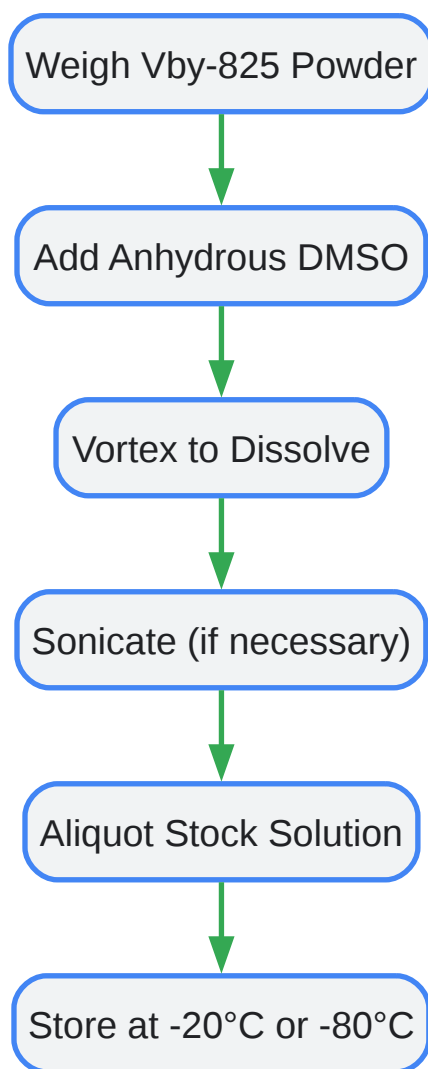 Weigh Vby-825 Powder
Add Anhydrous DMSO
Vortex to Dissolve
Sonicate (if necessary)
Aliquot Stock Solution
Store at -20°C or -80°C